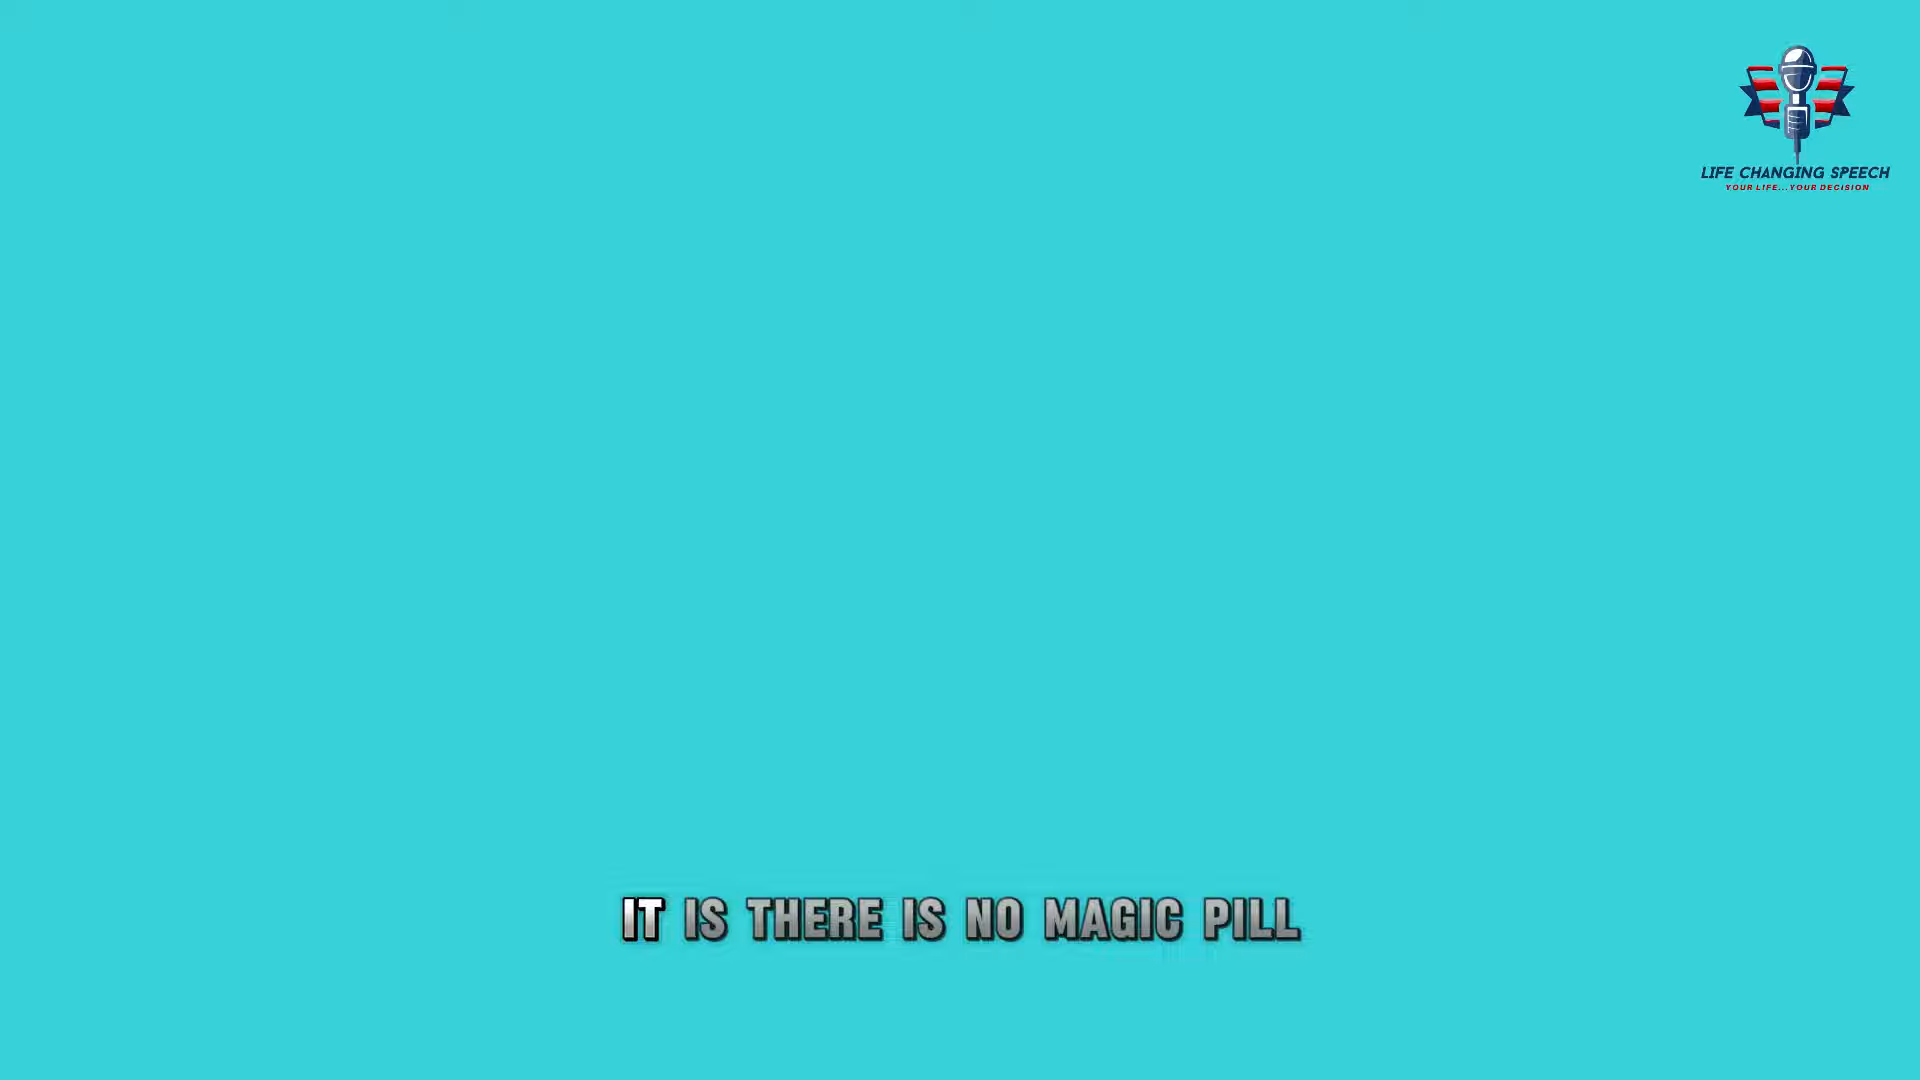 LIFE CHANGING SPEECH
YOUR LIFE...YOUR DECISION
IT IS THERE IS NO MAGIC PILL